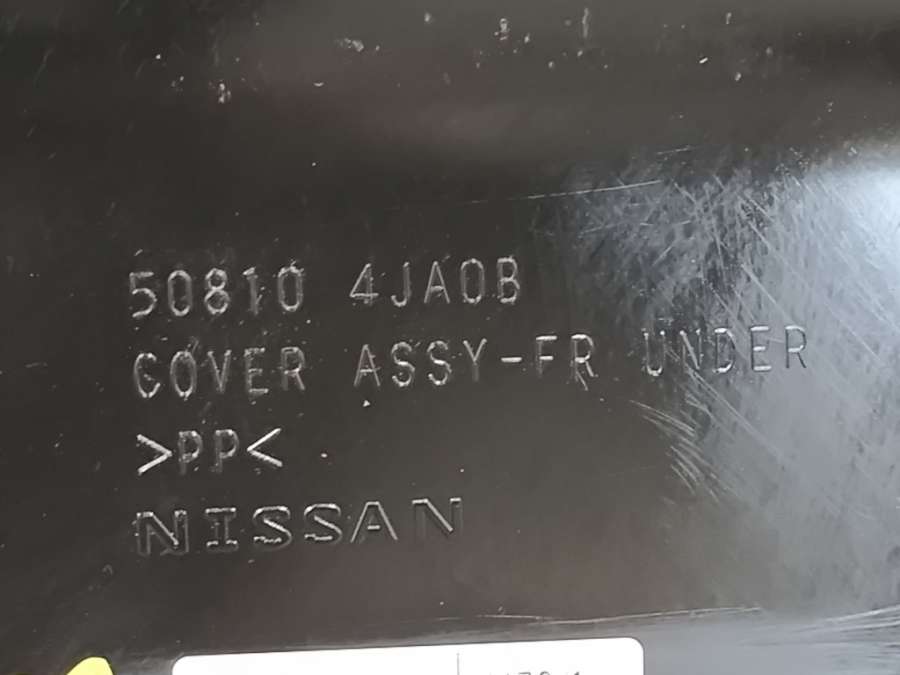 50810 4JA0B
COVER ASSY-FR UNDER
>PP<
NISSAN